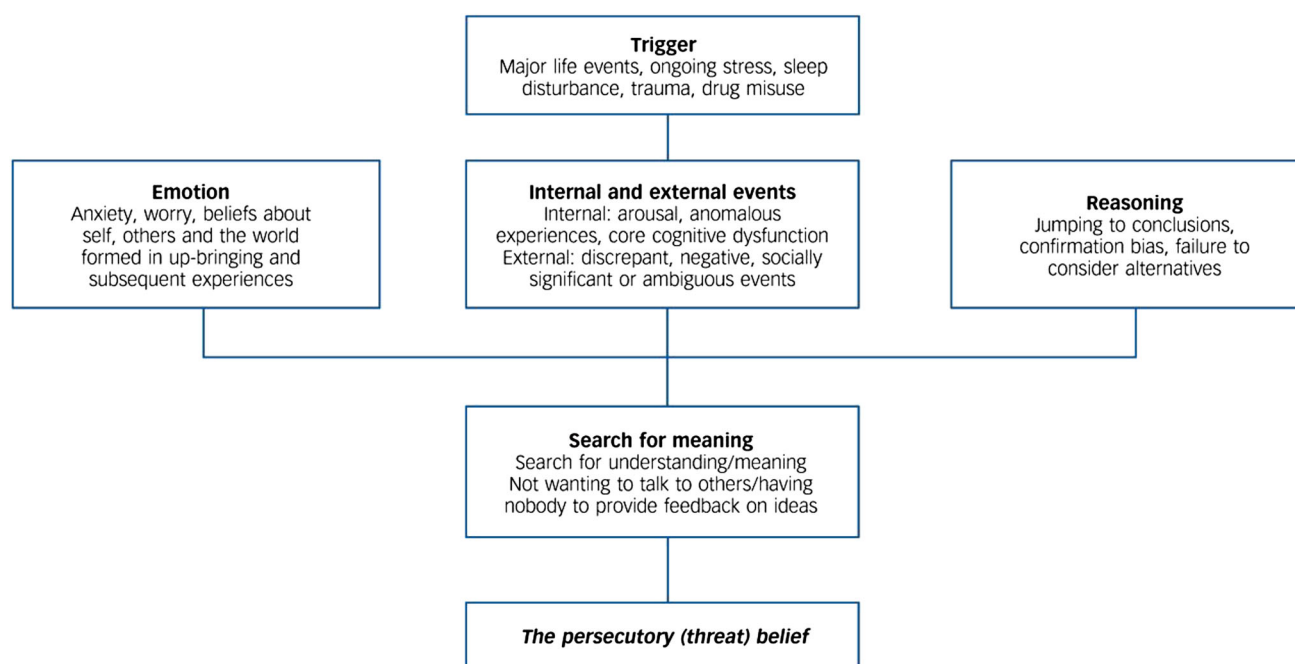 Trigger
Major life events, ongoing stress, sleep
disturbance, trauma, drug misuse
Emotion
Anxiety, worry, beliefs about
self, others and the world
formed in up-bringing and
subsequent experiences
Internal and external events
Internal: arousal, anomalous
experiences, core cognitive dysfunction
External: discrepant, negative, socially
significant or ambiguous events
Reasoning
Jumping to conclusions,
confirmation bias, failure to
consider alternatives
Search for meaning
Search for understanding/meaning
Not wanting to talk to others/having
nobody to provide feedback on ideas
The persecutory (threat) belief